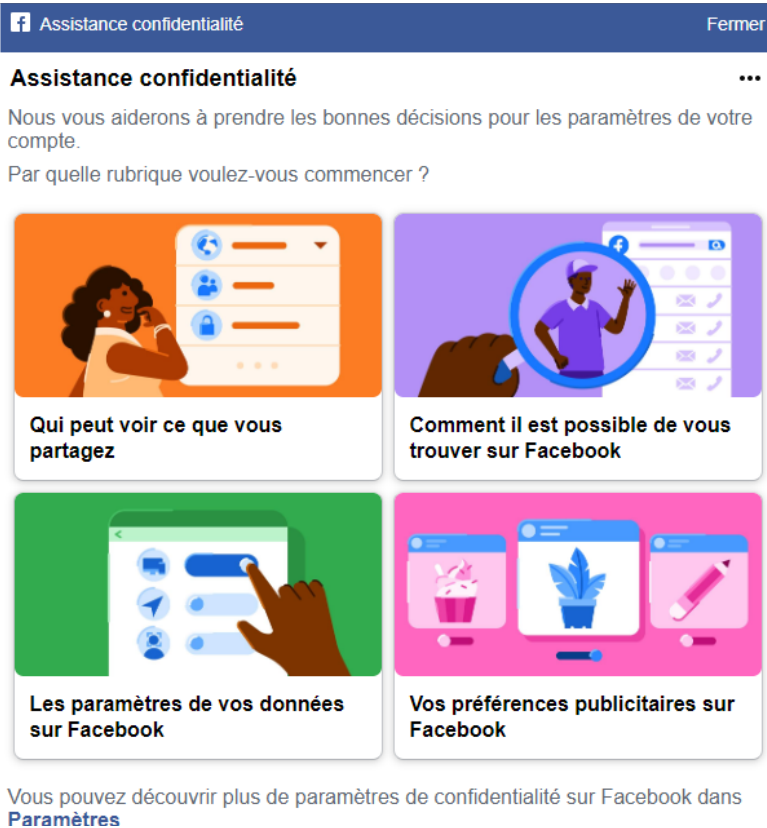 Assistance confidentialité
Fermer
Assistance confidentialité
Nous vous aiderons à prendre les bonnes décisions pour les paramètres de votre
compte.
Par quelle rubrique voulez-vous commencer ?
Qui peut voir ce que vous
partagez
Comment il est possible de vous
trouver sur Facebook
Les paramètres de vos données
sur Facebook
Vos préférences publicitaires sur
Facebook
Vous pouvez découvrir plus de paramètres de confidentialité sur Facebook dans
Paramètres